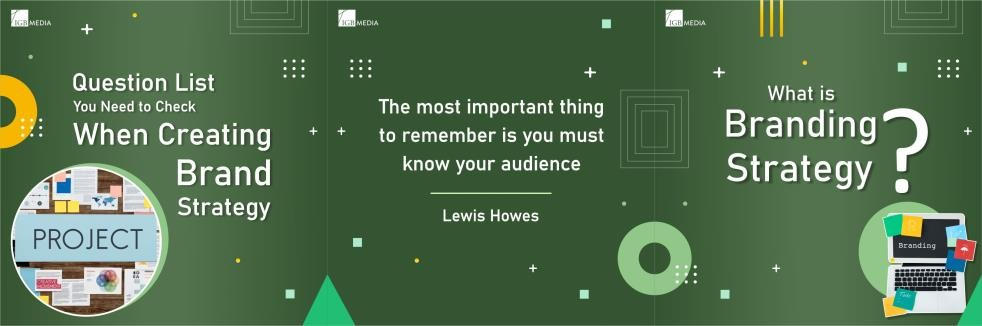 IGB MEDIA
Question List
You Need to Check
When Creating
Brand
Strategy
PROJECT
IGB MEDIA
The most important thing
to remember is you must
know your audience
Lewis Howes
IGB MEDIA
What is
Branding
Strategy
?
Branding